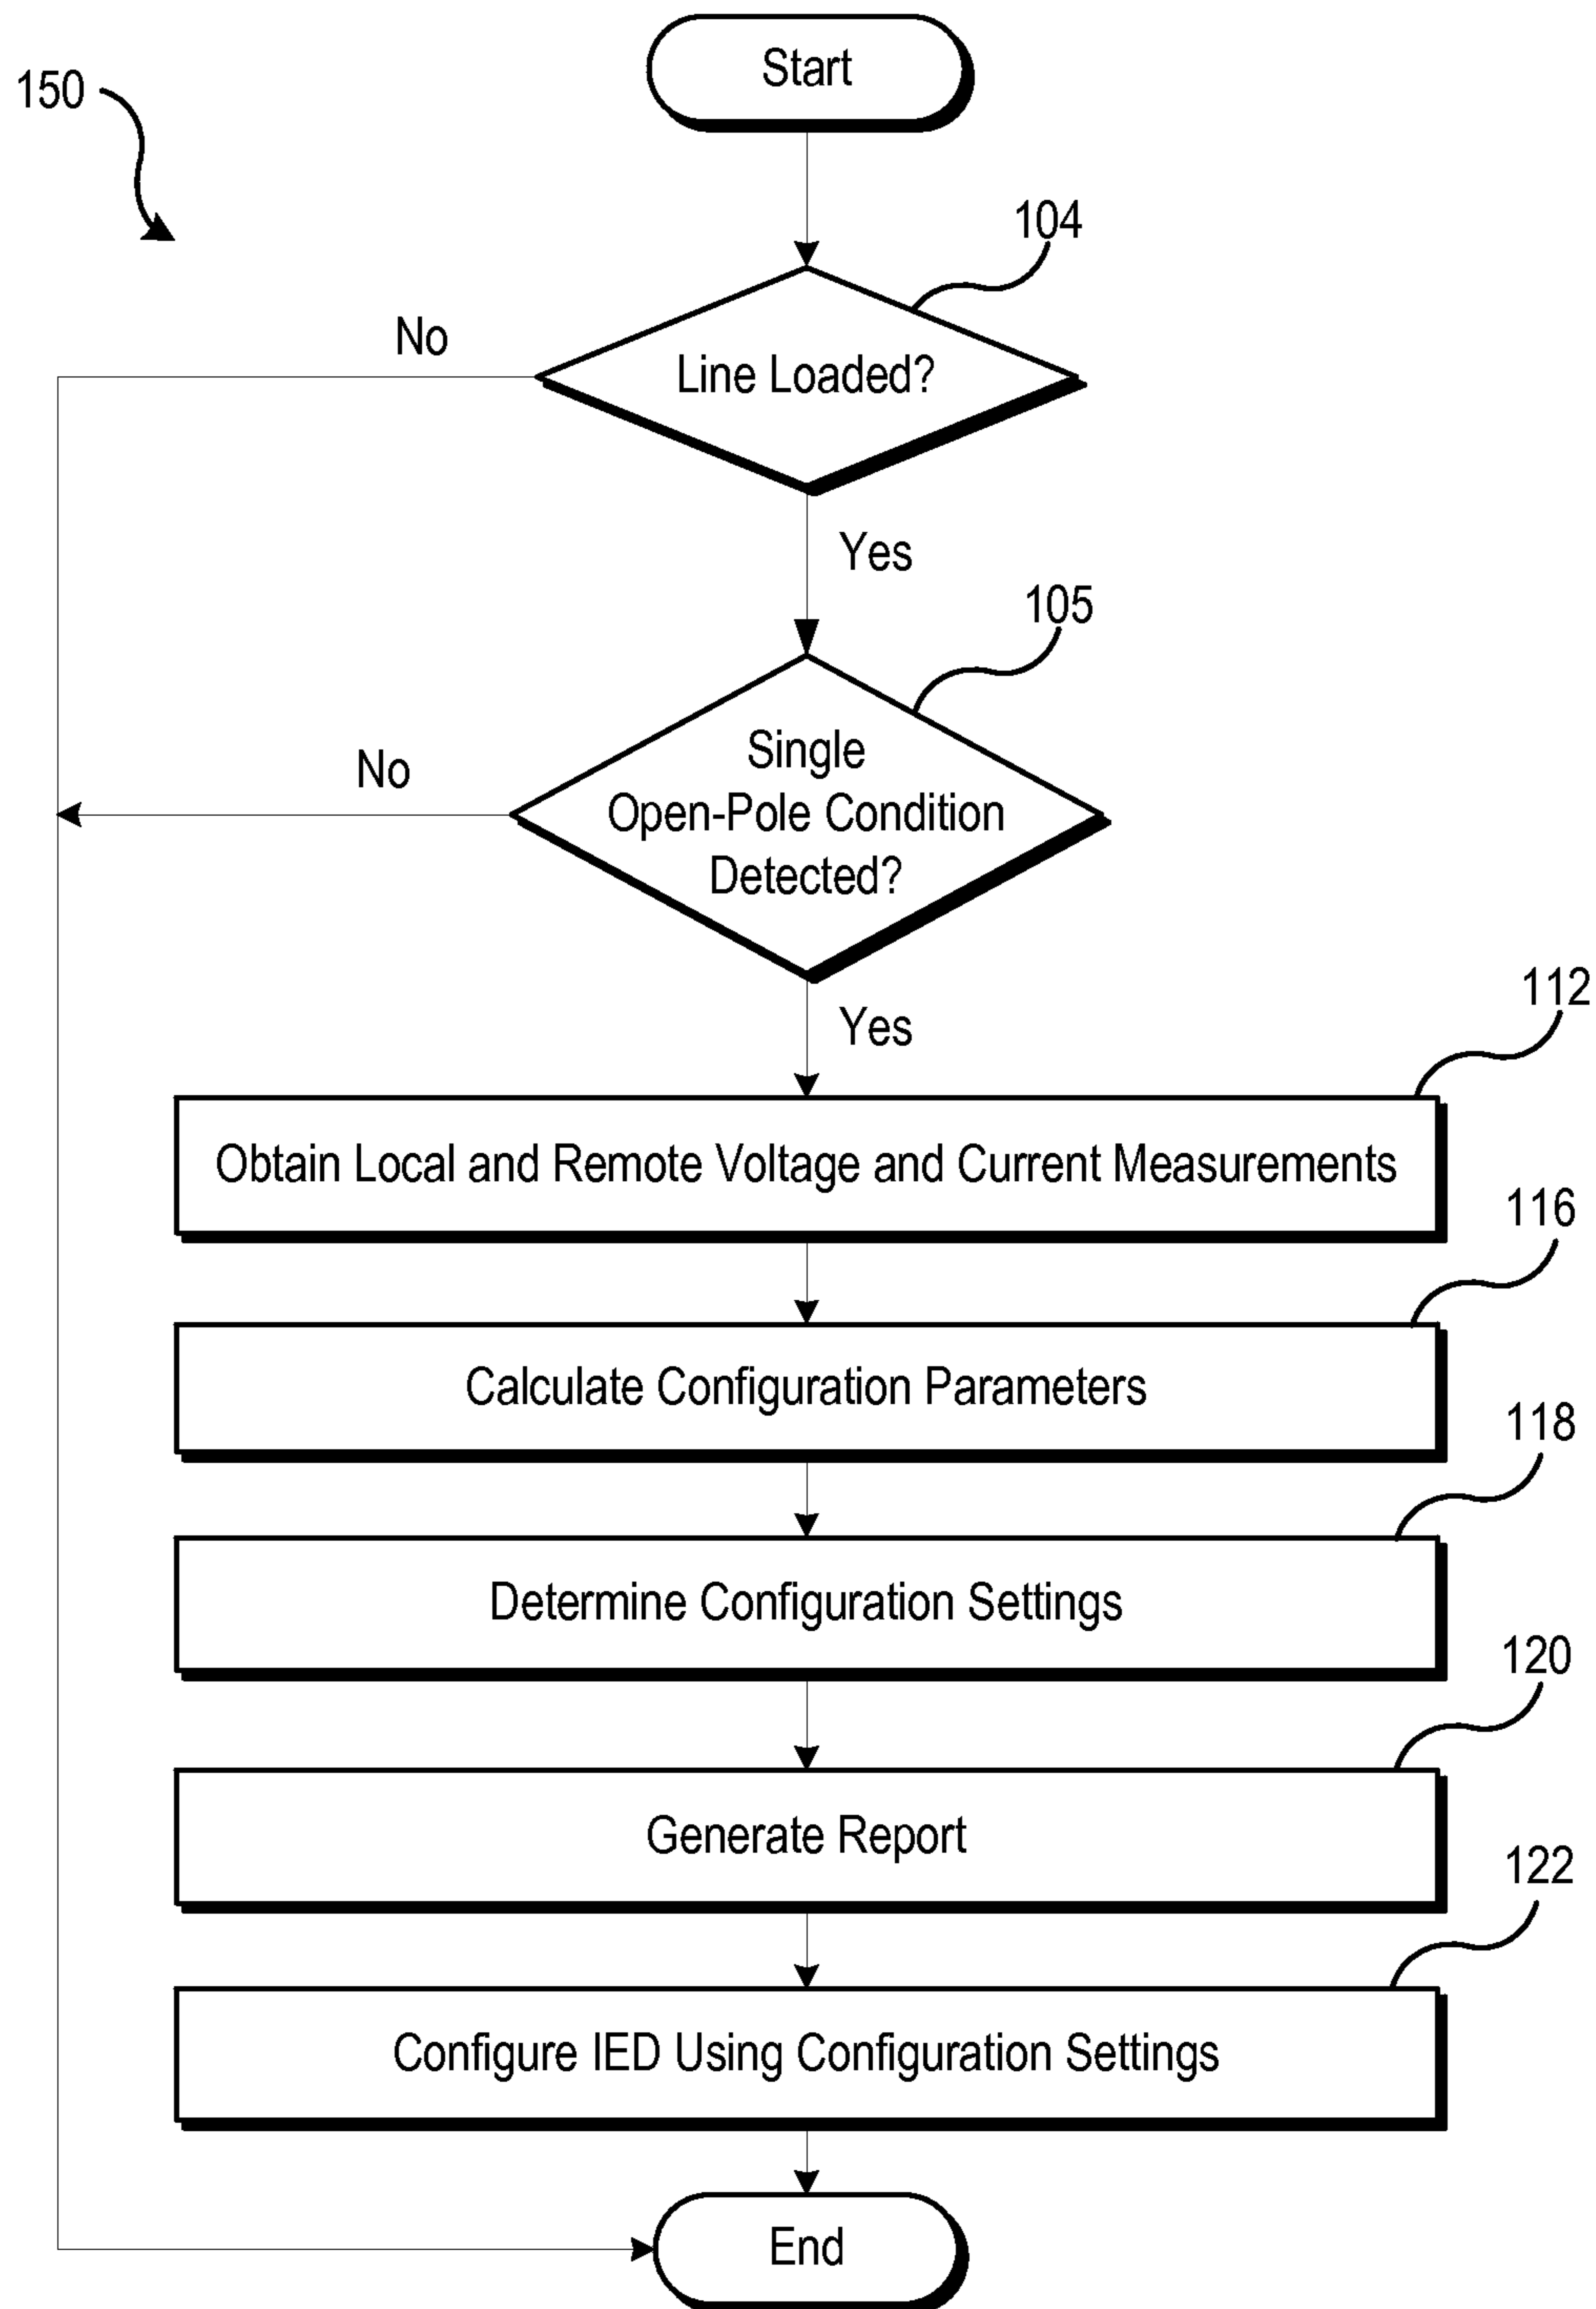 Start
150
104
No
Line Loaded?
Yes
105
No
Single
Open-Pole Condition
Detected?
Yes
112
Obtain Local and Remote Voltage and Current Measurements
116
Calculate Configuration Parameters
118
Determine Configuration Settings
120
Generate Report
122
Configure IED Using Configuration Settings
End